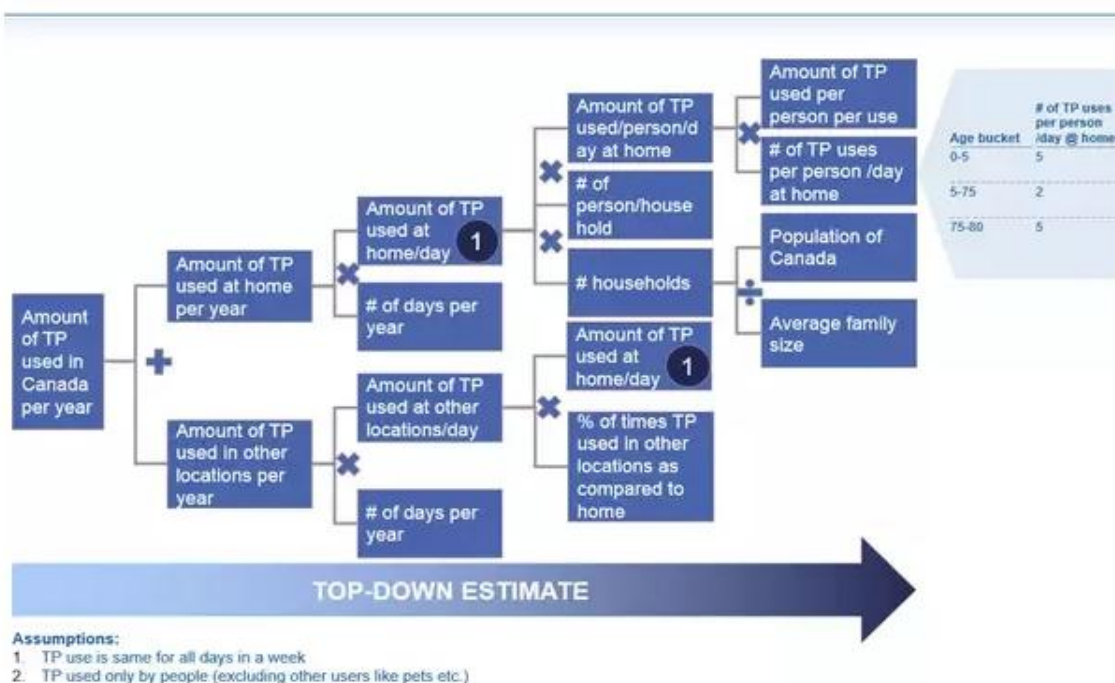 Amount
of TP
used in
Canada
per year
Amount of TP
used at home
per year
Amount of TP
used in other
locations per
year
Amount of TP
used at
home/day
1
# of days per
year
Amount of TP
used at other
locations/day
# of days per
year
Amount of TP
used/person/d
ay at home
# of
person/house
hold
# households
Amount of TP
used at
home/day
1
% of times TP
used in other
locations as
compared to
home
Amount of TP
used per
person per use
# of TP uses
per person /day
at home
Population of
Canada
Average family
size
Age bucket
# of TP uses
per person
/day @ home
0-5 5
5-75 2
75-80 5
TOP-DOWN ESTIMATE
Assumptions:
1. TP use is same for all days in a week
2. TP used only by people (excluding other users like pets etc.)